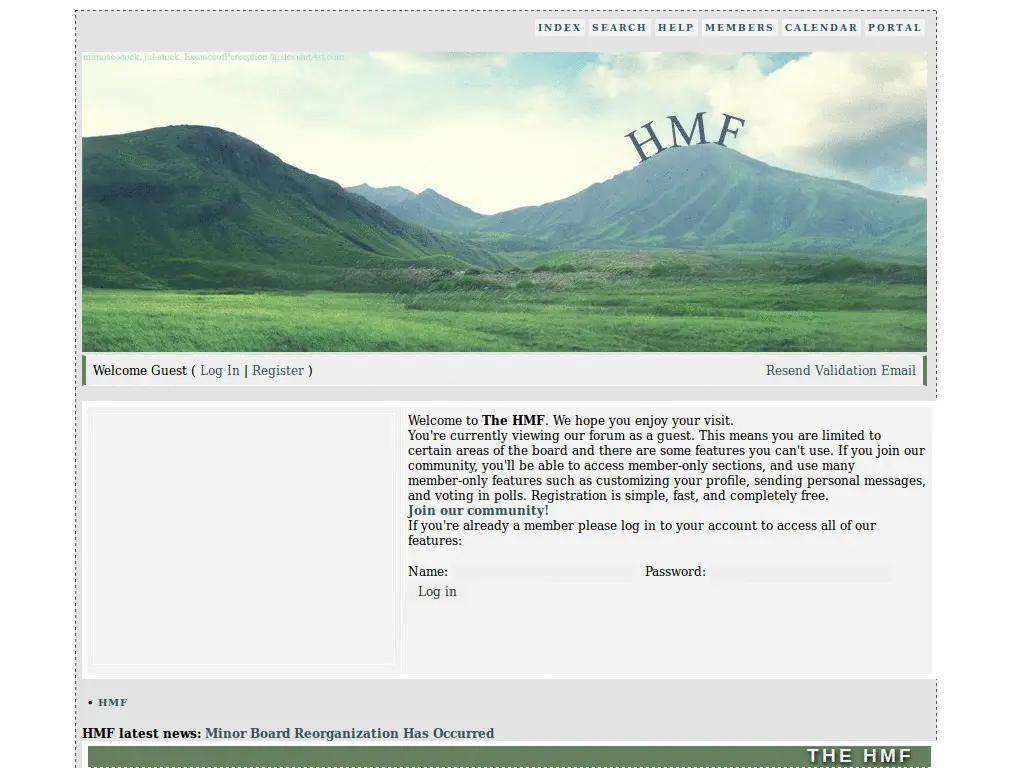 INDEX SEARCH HELP MEMBERS CALENDAR PORTAL
mimose-stock, juf-stock, EssenceofPerception @ deviantArt.com
HMF
Welcome Guest ( Log In | Register )
Resend Validation Email
Welcome to The HMF. We hope you enjoy your visit.
You're currently viewing our forum as a guest. This means you are limited to
certain areas of the board and there are some features you can't use. If you join our
community, you'll be able to access member-only sections, and use many
member-only features such as customizing your profile, sending personal messages,
and voting in polls. Registration is simple, fast, and completely free.
Join our community!
If you're already a member please log in to your account to access all of our
features:
Name: Password:
Log in
• HMF
HMF latest news: Minor Board Reorganization Has Occurred
THE HMF